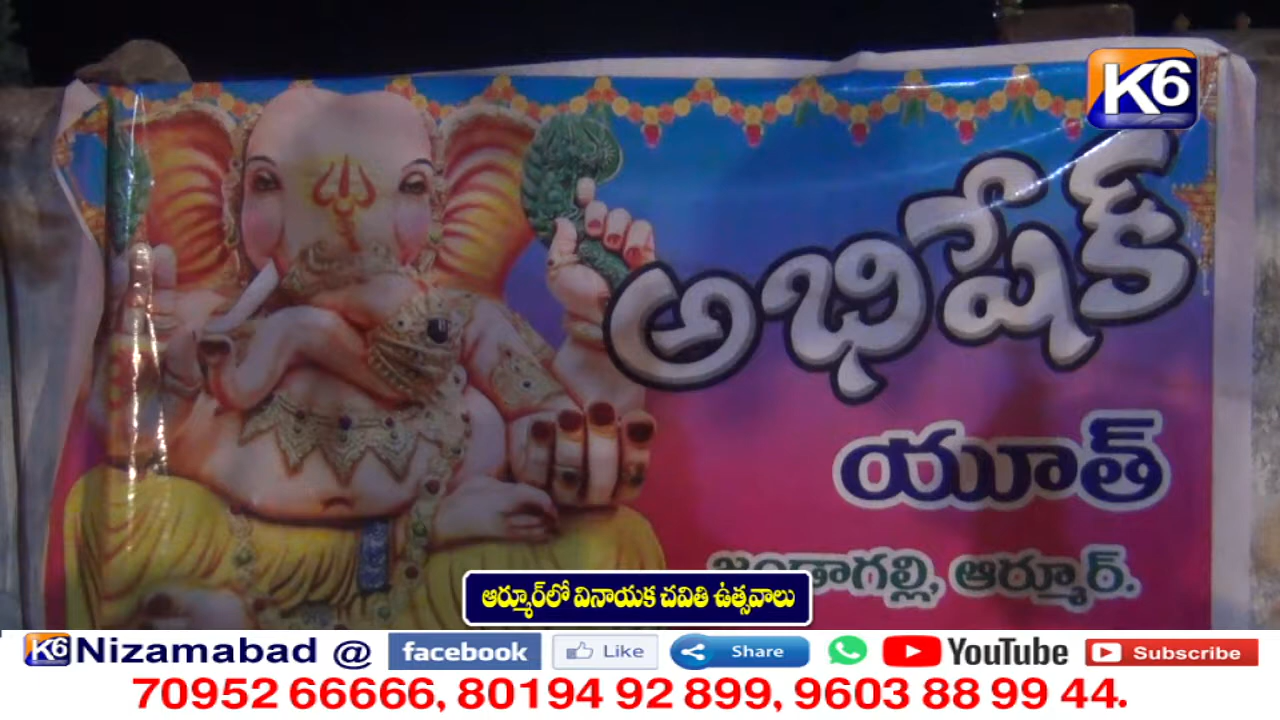 K6
అభిషేక్
యూత్
జండాగల్లి, ఆర్మూర్.
ఆర్మూర్‌లో వినాయక చవితి ఉత్సవాలు
K6 Nizamabad @ facebook Like Share YouTube Subscribe
70952 66666, 80194 92 899, 9603 88 99 44.